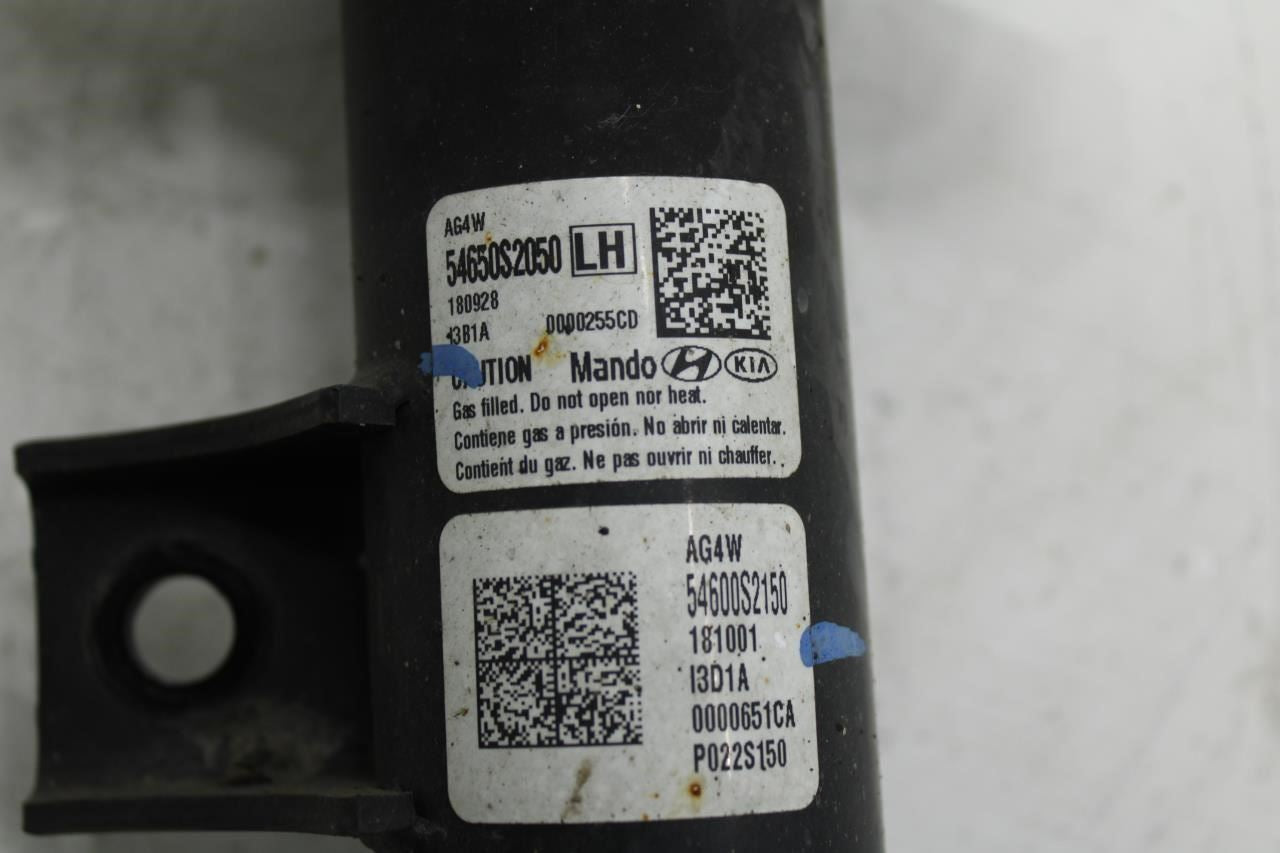 AG4W
54650S2050 LH
180928
I3B1A 0000255CD
CAUTION Mando KIA
Gas filled. Do not open nor heat.
Contiene gas a presión. No abrir ni calentar.
Contient du gaz. Ne pas ouvrir ni chauffer.
AG4W
54600S2150
181001
I3D1A
0000651CA
P022S150